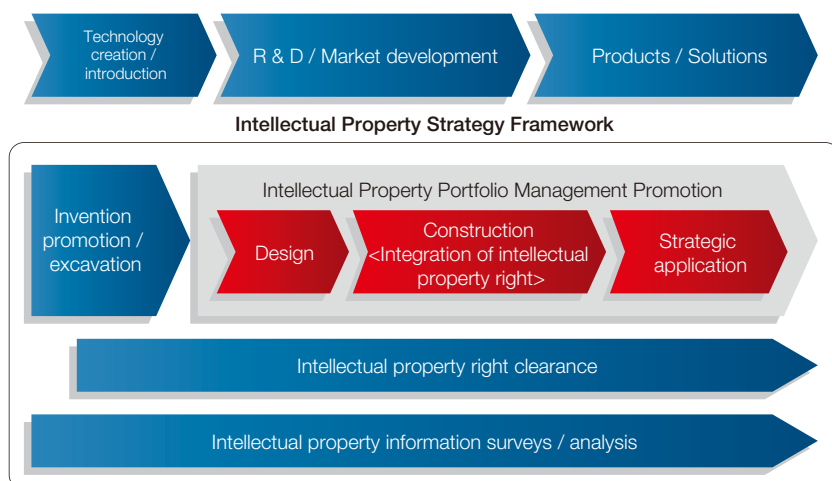 Technology
creation /
introduction
R & D / Market development
Products / Solutions
Intellectual Property Strategy Framework
Invention
promotion /
excavation
Intellectual Property Portfolio Management Promotion
Design
Construction
<Integration of intellectual
property right>
Strategic
application
Intellectual property right clearance
Intellectual property information surveys / analysis